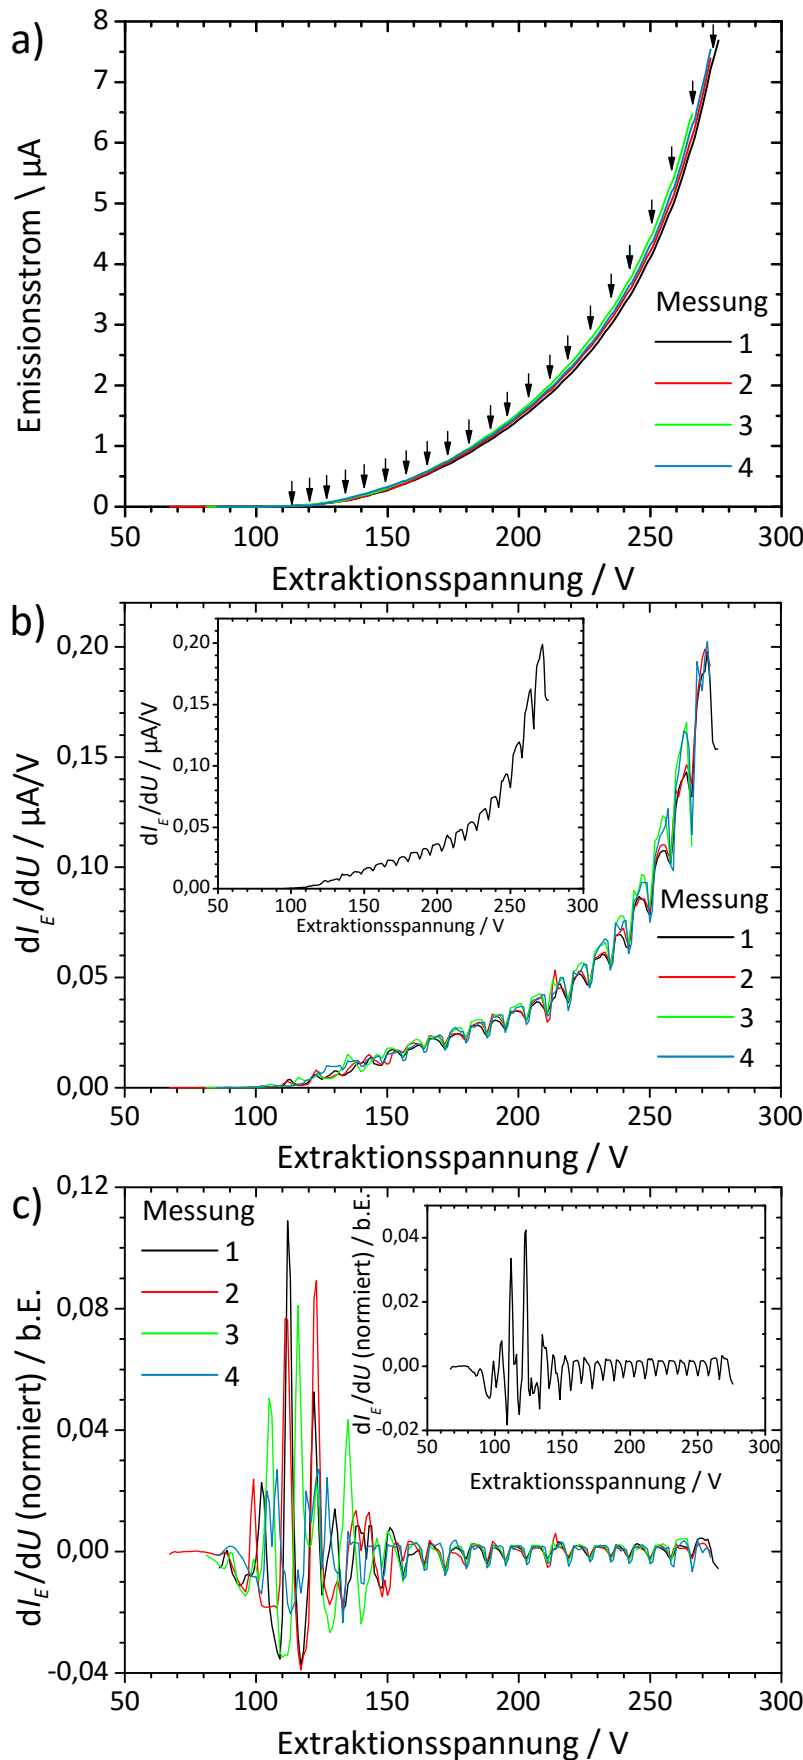 a)
8
7
6
5
4
3
2
1
0
Emissionsstrom \ µA
Messung
1
2
3
4
50 100 150 200 250 300
Extraktionsspannung / V
b)
0,20
0,15
0,10
0,05
0,00
dI_E/dU / µA/V
0,20
0,15
0,10
0,05
0,00
dI_E/dU / µA/V
50 100 150 200 250 300
Extraktionsspannung / V
Messung
1
2
3
4
50 100 150 200 250 300
Extraktionsspannung / V
c)
0,12
0,08
0,04
0,00
-0,04
dI_E/dU (normiert) / b.E.
Messung
1
2
3
4
0,04
0,02
0,00
-0,02
dI_E/dU (normiert) / b.E.
50 100 150 200 250 300
Extraktionsspannung / V
50 100 150 200 250 300
Extraktionsspannung / V